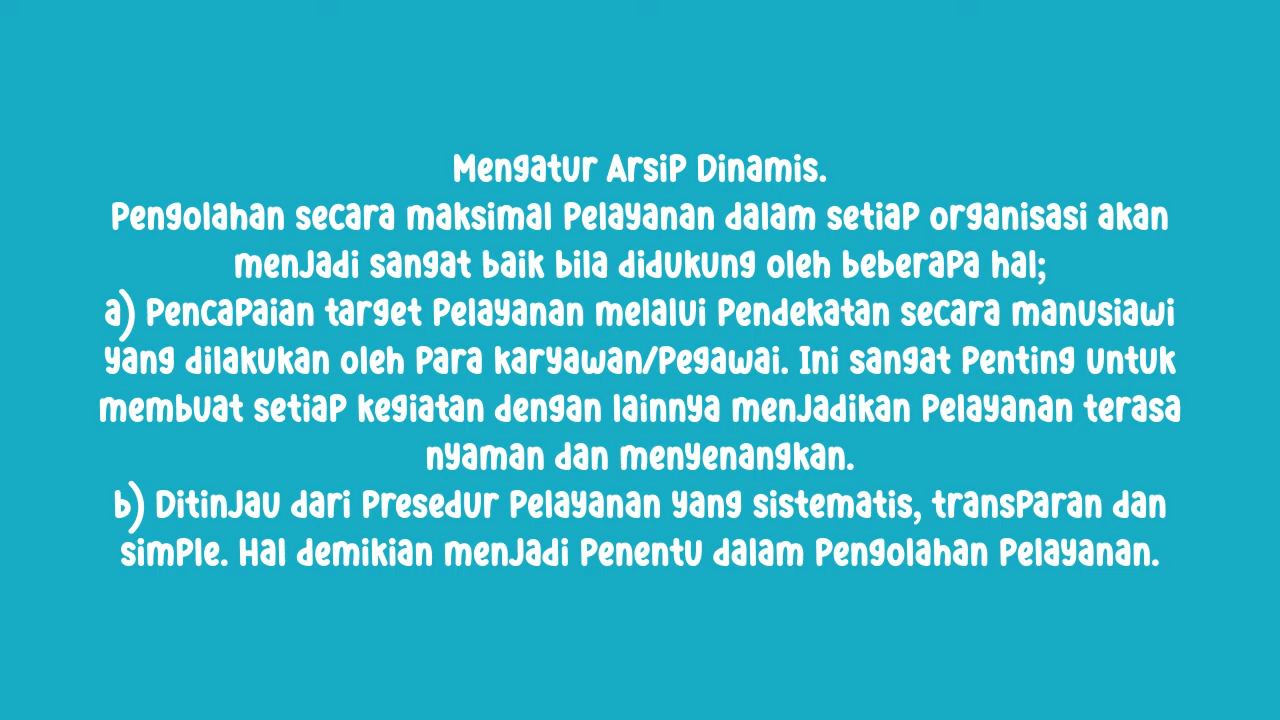 Mengatur Arsip Dinamis.
Pengolahan secara maksimal Pelayanan dalam setiap organisasi akan
menjadi sangat baik bila didukung oleh beberapa hal;
a) Pencapaian target Pelayanan melalui Pendekatan secara manusiawi
yang dilakukan oleh Para karyawan/Pegawai. Ini sangat Penting untuk
membuat setiap kegiatan dengan lainnya menjadikan Pelayanan terasa
nyaman dan menyenangkan.
b) Ditinjau dari Presedur Pelayanan yang sistematis, transparan dan
simple. Hal demikian menjadi Penentu dalam Pengolahan Pelayanan.